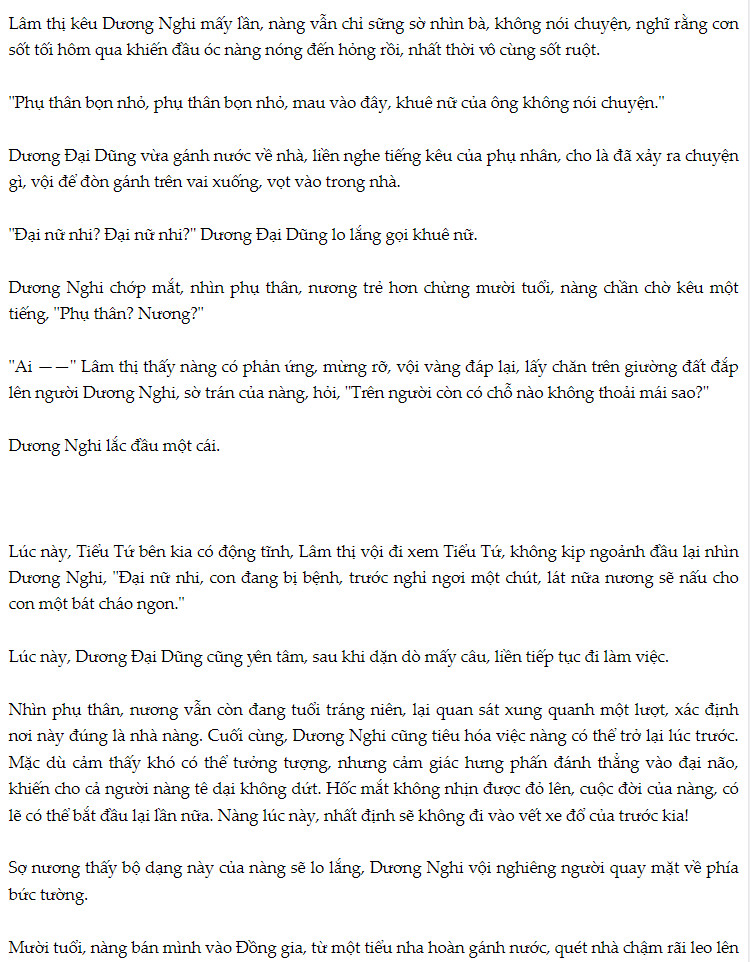 Lâm thị kêu Dương Nghi mấy lần, nàng vẫn chỉ sững sờ nhìn bà, không nói chuyện, nghĩ rằng cơn
sốt tối hôm qua khiến đầu óc nàng nóng đến hỏng rồi, nhất thời vô cùng sốt ruột.
"Phụ thân bọn nhỏ, phụ thân bọn nhỏ, mau vào đây, khuê nữ của ông không nói chuyện."
Dương Đại Dũng vừa gánh nước về nhà, liền nghe tiếng kêu của phụ nhân, cho là đã xảy ra chuyện
gì, vội để đòn gánh trên vai xuống, vọt vào trong nhà.
"Đại nữ nhi? Đại nữ nhi?" Dương Đại Dũng lo lắng gọi khuê nữ.
Dương Nghi chớp mắt, nhìn phụ thân, nương trẻ hơn chừng mười tuổi, nàng chần chờ kêu một
tiếng, "Phụ thân? Nương?"
"Ai ——" Lâm thị thấy nàng có phản ứng, mừng rỡ, vội vàng đáp lại, lấy chăn trên giường đất đắp
lên người Dương Nghi, sờ trán của nàng, hỏi, "Trên người còn có chỗ nào không thoải mái sao?"
Dương Nghi lắc đầu một cái.
Lúc này, Tiểu Tứ bên kia có động tĩnh, Lâm thị vội đi xem Tiểu Tứ, không kịp ngoảnh đầu lại nhìn
Dương Nghi, "Đại nữ nhi, con đang bị bệnh, trước nghỉ ngơi một chút, lát nữa nương sẽ nấu cho
con một bát cháo ngon."
Lúc này, Dương Đại Dũng cũng yên tâm, sau khi dặn dò mấy câu, liền tiếp tục đi làm việc.
Nhìn phụ thân, nương vẫn còn đang tuổi tráng niên, lại quan sát xung quanh một lượt, xác định
nơi này đúng là nhà nàng. Cuối cùng, Dương Nghi cũng tiêu hóa việc nàng có thể trở lại lúc trước.
Mặc dù cảm thấy khó có thể tưởng tượng, nhưng cảm giác hưng phấn đánh thẳng vào đại não,
khiến cho cả người nàng tê dại không dứt. Hốc mắt không nhịn được đỏ lên, cuộc đời của nàng, có
lẽ có thể bắt đầu lại lần nữa. Nàng lúc này, nhất định sẽ không đi vào vết xe đổ của trước kia!
Sợ nương thấy bộ dạng này của nàng sẽ lo lắng, Dương Nghi vội nghiêng người quay mặt về phía
bức tường.
Mười tuổi, nàng bán mình vào Đồng gia, từ một tiểu nha hoàn gánh nước, quét nhà chậm rãi leo lên